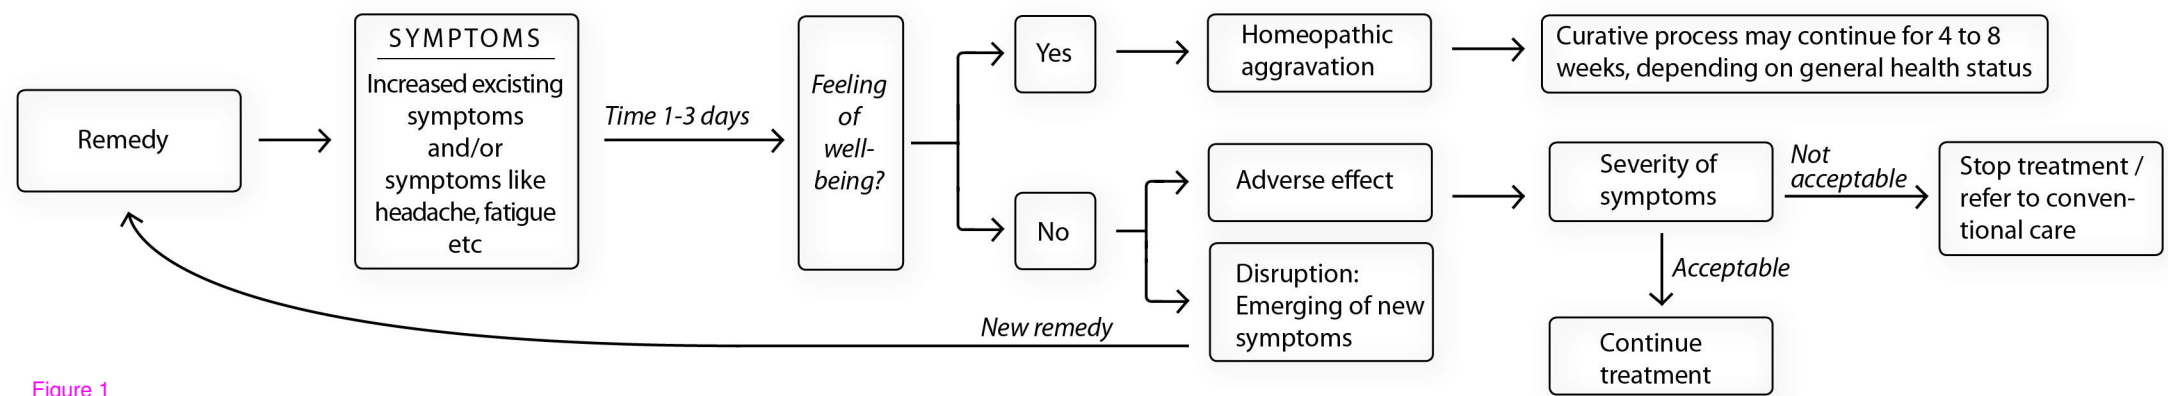 Remedy
SYMPTOMS
Increased excisting
symptoms
and/or
symptoms like
headache, fatigue
etc
Time 1-3 days
Feeling
of
well-
being?
Yes
No
Homeopathic
aggravation
Curative process may continue for 4 to 8
weeks, depending on general health status
Adverse effect
Severity of
symptoms
Not
acceptable
Stop treatment /
refer to conven-
tional care
Acceptable
Continue
treatment
Disruption:
Emerging of new
symptoms
New remedy
Figure 1